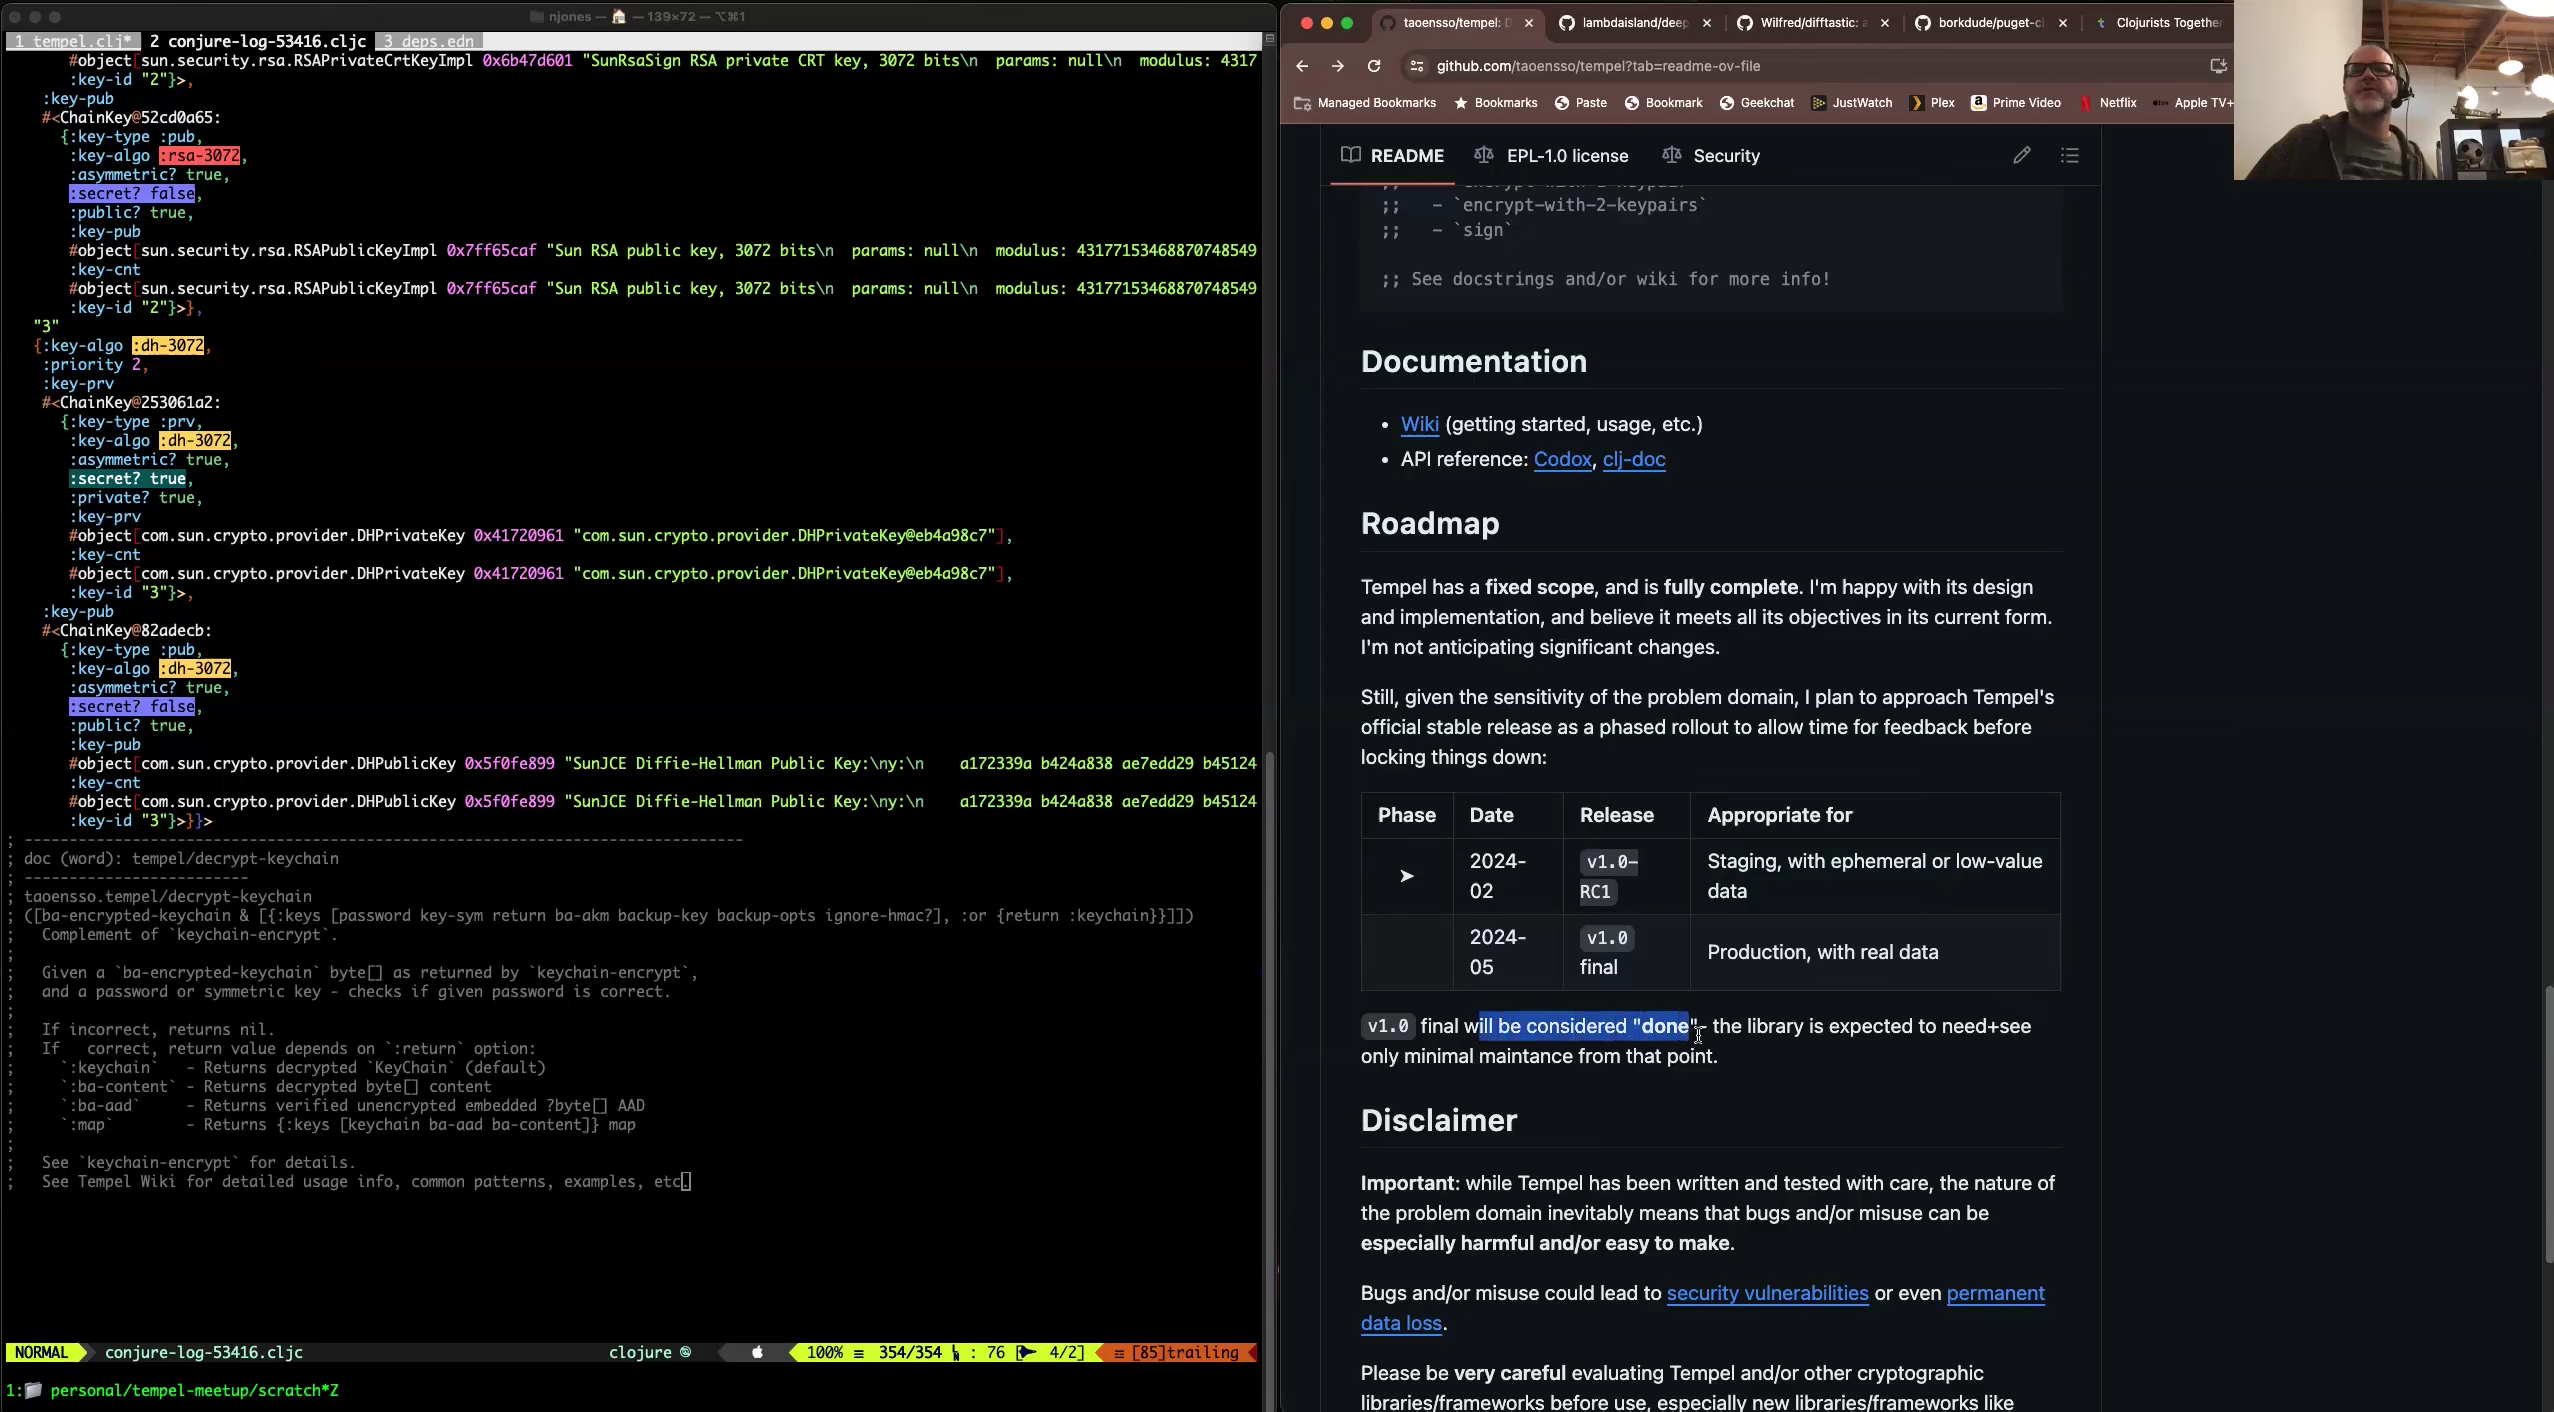 njones — 🏠 — 139×72 — ⌥⌘1
1 tempel.clj* 2 conjure-log-53416.cljc 3 deps.edn
#object[sun.security.rsa.RSAPrivateCrtKeyImpl 0x6b47d601 "SunRsaSign RSA private CRT key, 3072 bits\n  params: null\n  modulus: 4317
:key-id "2"}>,
:key-pub
#<ChainKey@52cd0a65:
{:key-type :pub,
:key-algo :rsa-3072,
:asymmetric? true,
:secret? false,
:public? true,
:key-pub
#object[sun.security.rsa.RSAPublicKeyImpl 0x7ff65caf "Sun RSA public key, 3072 bits\n  params: null\n  modulus: 43177153468870748549
:key-cnt
#object[sun.security.rsa.RSAPublicKeyImpl 0x7ff65caf "Sun RSA public key, 3072 bits\n  params: null\n  modulus: 43177153468870748549
:key-id "2"}>},
"3"
{:key-algo :dh-3072,
:priority 2,
:key-prv
#<ChainKey@253061a2:
{:key-type :prv,
:key-algo :dh-3072,
:asymmetric? true,
:secret? true,
:private? true,
:key-prv
#object[com.sun.crypto.provider.DHPrivateKey 0x41720961 "com.sun.crypto.provider.DHPrivateKey@eb4a98c7"],
:key-cnt
#object[com.sun.crypto.provider.DHPrivateKey 0x41720961 "com.sun.crypto.provider.DHPrivateKey@eb4a98c7"],
:key-id "3"}>,
:key-pub
#<ChainKey@82adecb:
{:key-type :pub,
:key-algo :dh-3072,
:asymmetric? true,
:secret? false,
:public? true,
:key-pub
#object[com.sun.crypto.provider.DHPublicKey 0x5f0fe899 "SunJCE Diffie-Hellman Public Key:\ny:\n    a172339a b424a838 ae7edd29 b45124
:key-cnt
#object[com.sun.crypto.provider.DHPublicKey 0x5f0fe899 "SunJCE Diffie-Hellman Public Key:\ny:\n    a172339a b424a838 ae7edd29 b45124
:key-id "3"}>}}>
; --------------------------------------------------------------------------------
; doc (word): tempel/decrypt-keychain
; -------------------------
; taoensso.tempel/decrypt-keychain
; ([ba-encrypted-keychain & [{:keys [password key-sym return ba-akm backup-key backup-opts ignore-hmac?], :or {return :keychain}}]])
;   Complement of `keychain-encrypt`.
;
;   Given a `ba-encrypted-keychain` byte[] as returned by `keychain-encrypt`,
;   and a password or symmetric key - checks if given password is correct.
;
;   If incorrect, returns nil.
;   If   correct, return value depends on `:return` option:
;     `:keychain`   - Returns decrypted `KeyChain` (default)
;     `:ba-content` - Returns decrypted byte[] content
;     `:ba-aad`     - Returns verified unencrypted embedded ?byte[] AAD
;     `:map`        - Returns {:keys [keychain ba-aad ba-content]} map
;
;   See `keychain-encrypt` for details.
;   See Tempel Wiki for detailed usage info, common patterns, examples, etc.
NORMAL conjure-log-53416.cljc clojure 100% ≡ 354/354 : 76 4/2] ≡ [85]trailing
1: personal/tempel-meetup/scratch*Z
taoensso/tempel: D lambdaisland/deep Wilfred/difftastic: a borkdude/puget-cl Clojurists Together
github.com/taoensso/tempel?tab=readme-ov-file
Managed Bookmarks Bookmarks Paste Bookmark Geekchat JustWatch Plex Prime Video Netflix Apple TV+
README EPL-1.0 license Security
;;   - `encrypt-with-1-keypair`
;;   - `encrypt-with-2-keypairs`
;;   - `sign`
;; See docstrings and/or wiki for more info!
Documentation
• Wiki (getting started, usage, etc.)
• API reference: Codox, clj-doc
Roadmap
Tempel has a fixed scope, and is fully complete. I'm happy with its design
and implementation, and believe it meets all its objectives in its current form.
I'm not anticipating significant changes.
Still, given the sensitivity of the problem domain, I plan to approach Tempel's
official stable release as a phased rollout to allow time for feedback before
locking things down:
Phase Date Release Appropriate for
➤ 2024-02 v1.0-RC1 Staging, with ephemeral or low-value data
2024-05 v1.0 final Production, with real data
v1.0 final will be considered "done" - the library is expected to need+see
only minimal maintance from that point.
Disclaimer
Important: while Tempel has been written and tested with care, the nature of
the problem domain inevitably means that bugs and/or misuse can be
especially harmful and/or easy to make.
Bugs and/or misuse could lead to security vulnerabilities or even permanent
data loss.
Please be very careful evaluating Tempel and/or other cryptographic
libraries/frameworks before use, especially new libraries/frameworks like